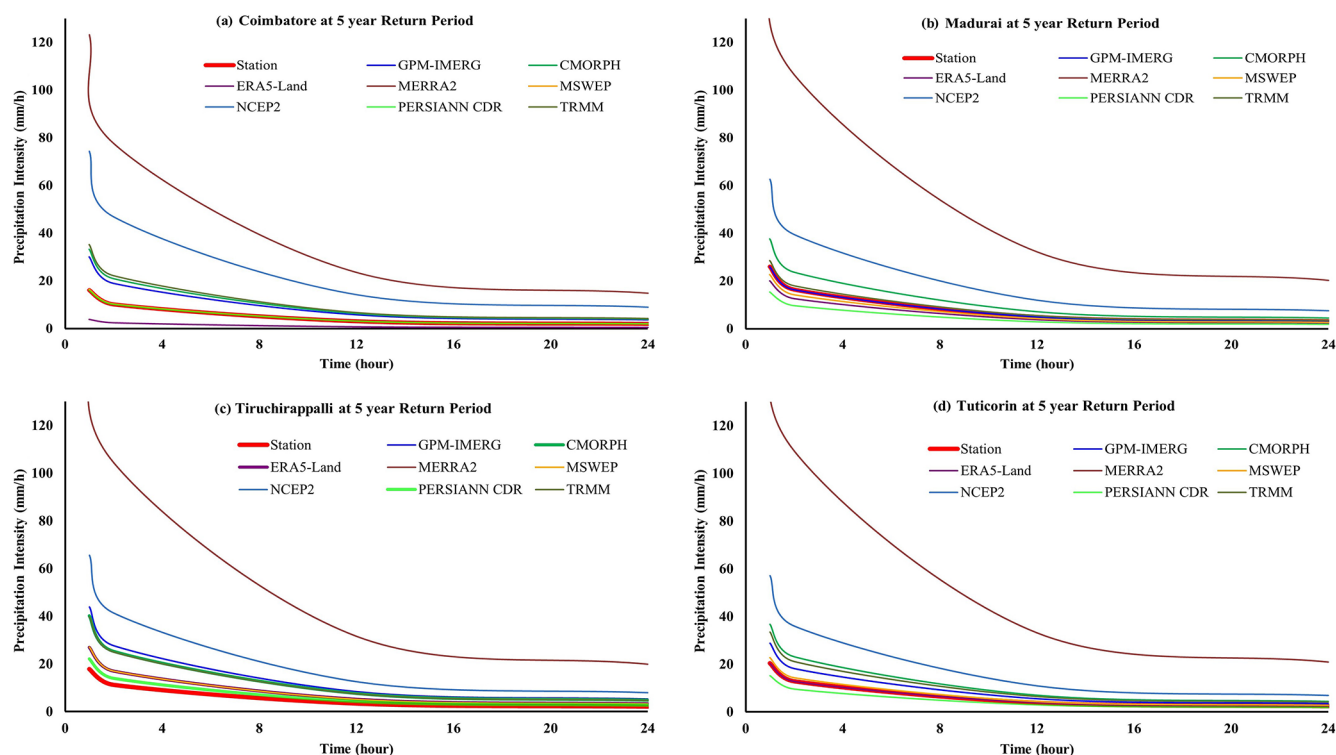 (a) Coimbatore at 5 year Return Period
Precipitation Intensity (mm/h)
120
100
80
60
40
20
0
Station GPM-IMERG CMORPH
ERA5-Land MERRA2 MSWEP
NCEP2 PERSIANN CDR TRMM
0 4 8 12 16 20 24
Time (hour)
(b) Madurai at 5 year Return Period
Precipitation Intensity (mm/h)
120
100
80
60
40
20
0
Station GPM-IMERG CMORPH
ERA5-Land MERRA2 MSWEP
NCEP2 PERSIANN CDR TRMM
0 4 8 12 16 20 24
Time (hour)
(c) Tiruchirappalli at 5 year Return Period
Precipitation Intensity (mm/h)
120
100
80
60
40
20
0
Station GPM-IMERG CMORPH
ERA5-Land MERRA2 MSWEP
NCEP2 PERSIANN CDR TRMM
0 4 8 12 16 20 24
Time (hour)
(d) Tuticorin at 5 year Return Period
Precipitation Intensity (mm/h)
120
100
80
60
40
20
0
Station GPM-IMERG CMORPH
ERA5-Land MERRA2 MSWEP
NCEP2 PERSIANN CDR TRMM
0 4 8 12 16 20 24
Time (hour)